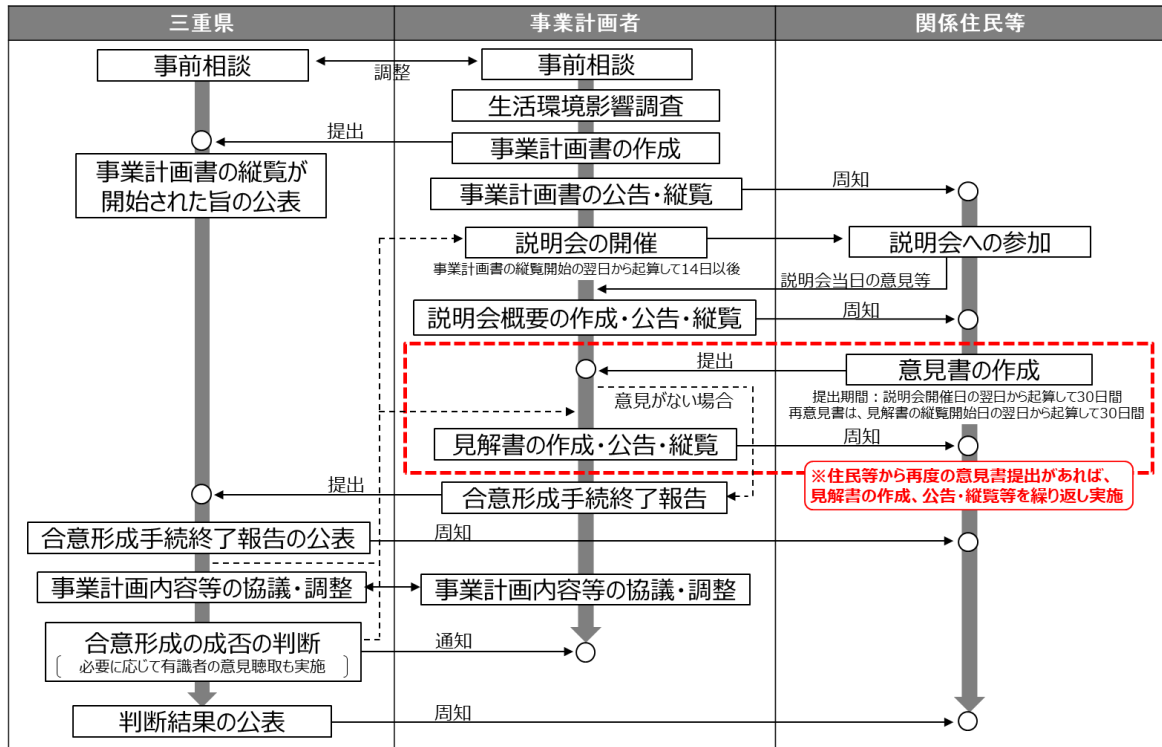 三重県
事業計画者
関係住民等
事前相談
調整
事前相談
生活環境影響調査
提出
事業計画書の作成
事業計画書の縦覧が
開始された旨の公表
事業計画書の公告・縦覧
周知
説明会の開催
説明会への参加
事業計画書の縦覧開始の翌日から起算して14日以後
説明会当日の意見等
説明会概要の作成・公告・縦覧
周知
提出
意見書の作成
意見がない場合
提出期間：説明会開催日の翌日から起算して30日間
再意見書は、見解書の縦覧開始日の翌日から起算して30日間
見解書の作成・公告・縦覧
周知
※住民等から再度の意見書提出があれば、
見解書の作成、公告・縦覧等を繰り返し実施
提出
合意形成手続終了報告
合意形成手続終了報告の公表
周知
事業計画内容等の協議・調整
事業計画内容等の協議・調整
合意形成の成否の判断
〔 必要に応じて有識者の意見聴取も実施 〕
通知
判断結果の公表
周知